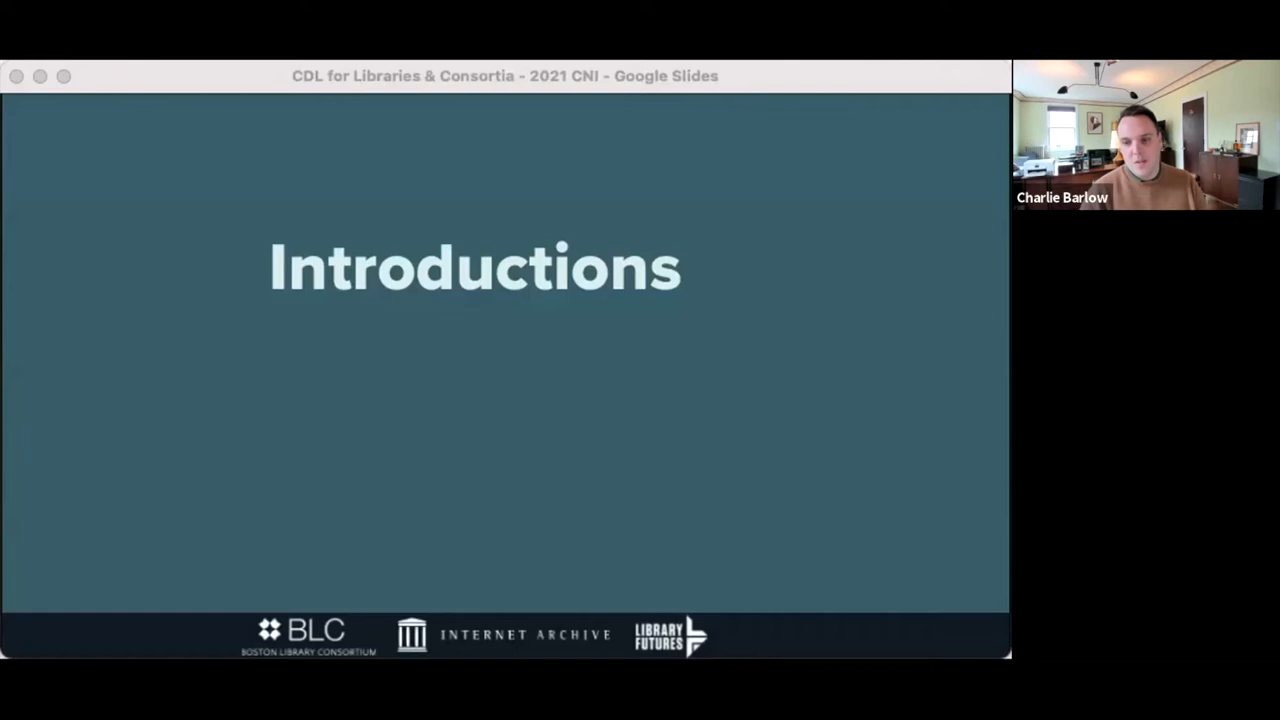 CDL for Libraries & Consortia - 2021 CNI - Google Slides
Charlie Barlow
Introductions
BLC
BOSTON LIBRARY CONSORTIUM
INTERNET ARCHIVE
LIBRARY
FUTURES